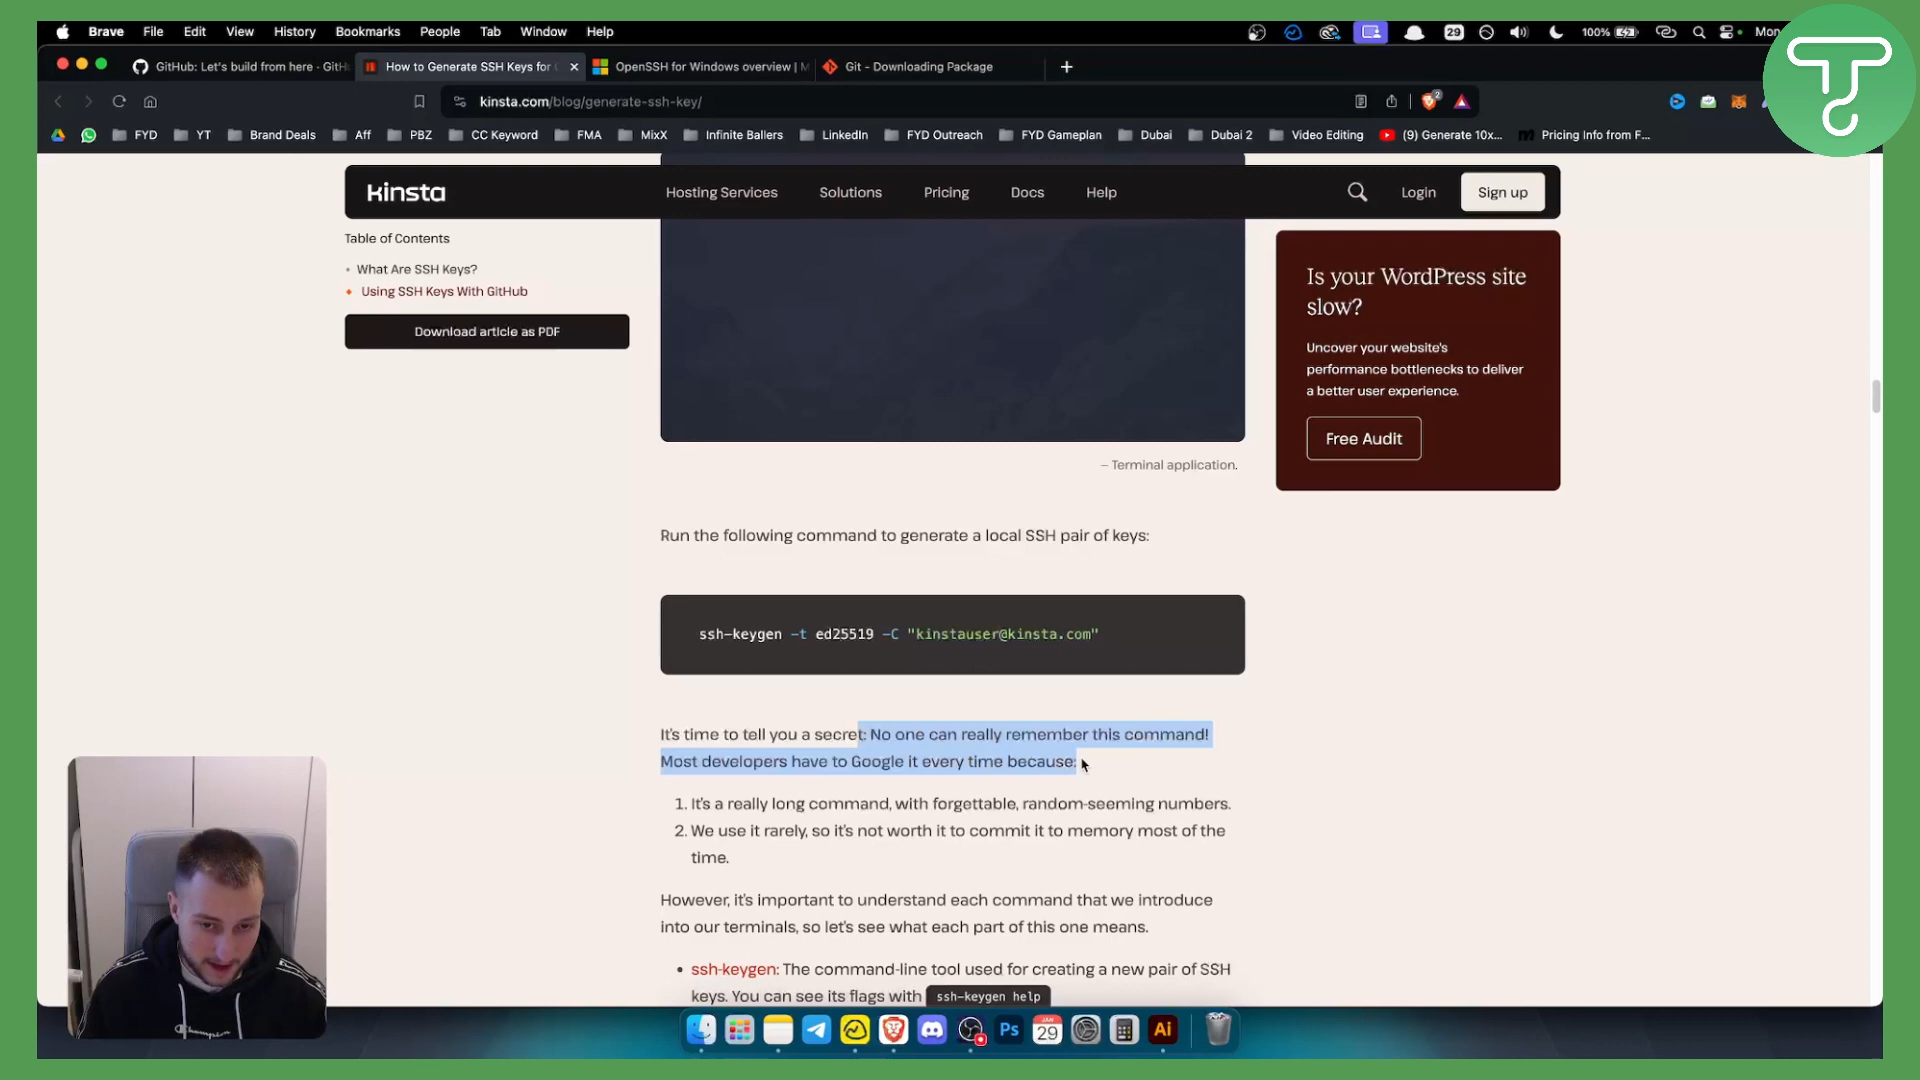 Brave File Edit View History Bookmarks People Tab Window Help
29 100% Mon
GitHub: Let's build from here · GitH
How to Generate SSH Keys for
OpenSSH for Windows overview | M
Git - Downloading Package
kinsta.com/blog/generate-ssh-key/
2
FYD YT Brand Deals Aff PBZ CC Keyword FMA MixX Infinite Ballers LinkedIn FYD Outreach FYD Gameplan Dubai Dubai 2 Video Editing (9) Generate 10x... Pricing Info from F...
Kinsta Hosting Services Solutions Pricing Docs Help Login Sign up
Table of Contents
• What Are SSH Keys?
Using SSH Keys With GitHub
Download article as PDF
Is your WordPress site
slow?
Uncover your website's
performance bottlenecks to deliver
a better user experience.
Free Audit
– Terminal application.
Run the following command to generate a local SSH pair of keys:
ssh-keygen -t ed25519 -C "kinstauser@kinsta.com"
It's time to tell you a secret: No one can really remember this command!
Most developers have to Google it every time because:
1. It's a really long command, with forgettable, random-seeming numbers.
2. We use it rarely, so it's not worth it to commit it to memory most of the
time.
However, it's important to understand each command that we introduce
into our terminals, so let's see what each part of this one means.
• ssh-keygen: The command-line tool used for creating a new pair of SSH
keys. You can see its flags with ssh-keygen help
Champion
Ps JAN 29 Ai